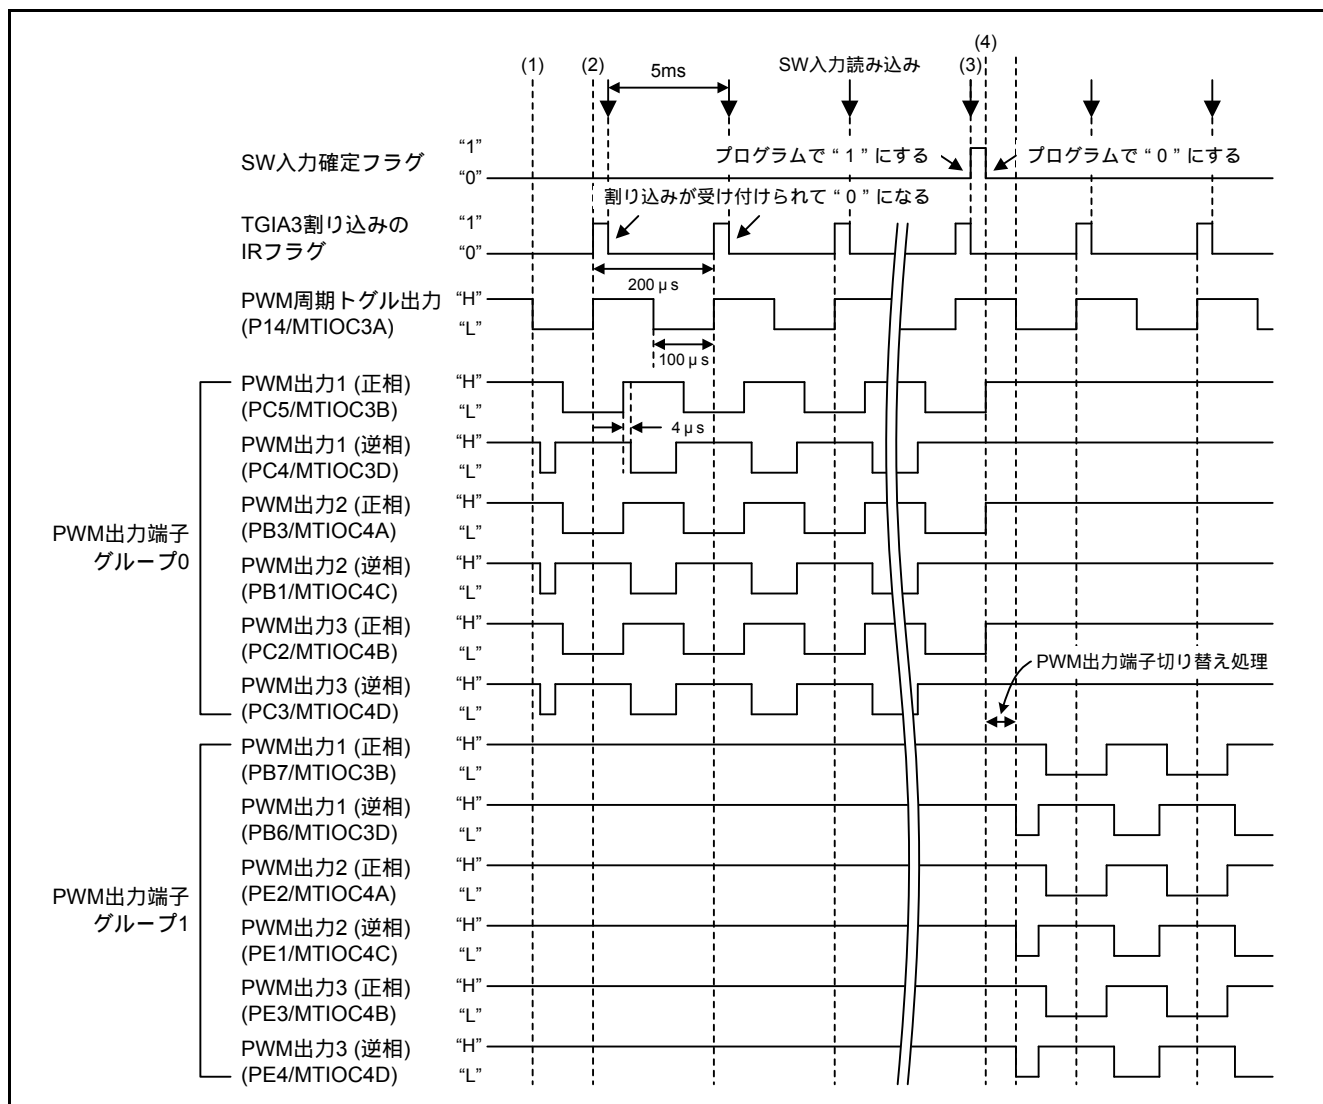 (4)
(1)
(2)
5ms
SW入力読み込み
(3)
SW入力確定フラグ
“1”
“0”
プログラムで “ 1 ” にする
プログラムで “ 0 ” にする
割り込みが受け付けられて “ 0 ” になる
TGIA3割り込みの
IRフラグ
“1”
“0”
200 µ s
PWM周期トグル出力
(P14/MTIOC3A)
“H”
“L”
100 µ s
PWM出力端子
グループ0
PWM出力1 (正相)
(PC5/MTIOC3B)
“H”
“L”
4 µ s
PWM出力1 (逆相)
(PC4/MTIOC3D)
“H”
“L”
PWM出力2 (正相)
(PB3/MTIOC4A)
“H”
“L”
PWM出力2 (逆相)
(PB1/MTIOC4C)
“H”
“L”
PWM出力3 (正相)
(PC2/MTIOC4B)
“H”
“L”
PWM出力端子切り替え処理
PWM出力3 (逆相)
(PC3/MTIOC4D)
“H”
“L”
PWM出力端子
グループ1
PWM出力1 (正相)
(PB7/MTIOC3B)
“H”
“L”
PWM出力1 (逆相)
(PB6/MTIOC3D)
“H”
“L”
PWM出力2 (正相)
(PE2/MTIOC4A)
“H”
“L”
PWM出力2 (逆相)
(PE1/MTIOC4C)
“H”
“L”
PWM出力3 (正相)
(PE3/MTIOC4B)
“H”
“L”
PWM出力3 (逆相)
(PE4/MTIOC4D)
“H”
“L”